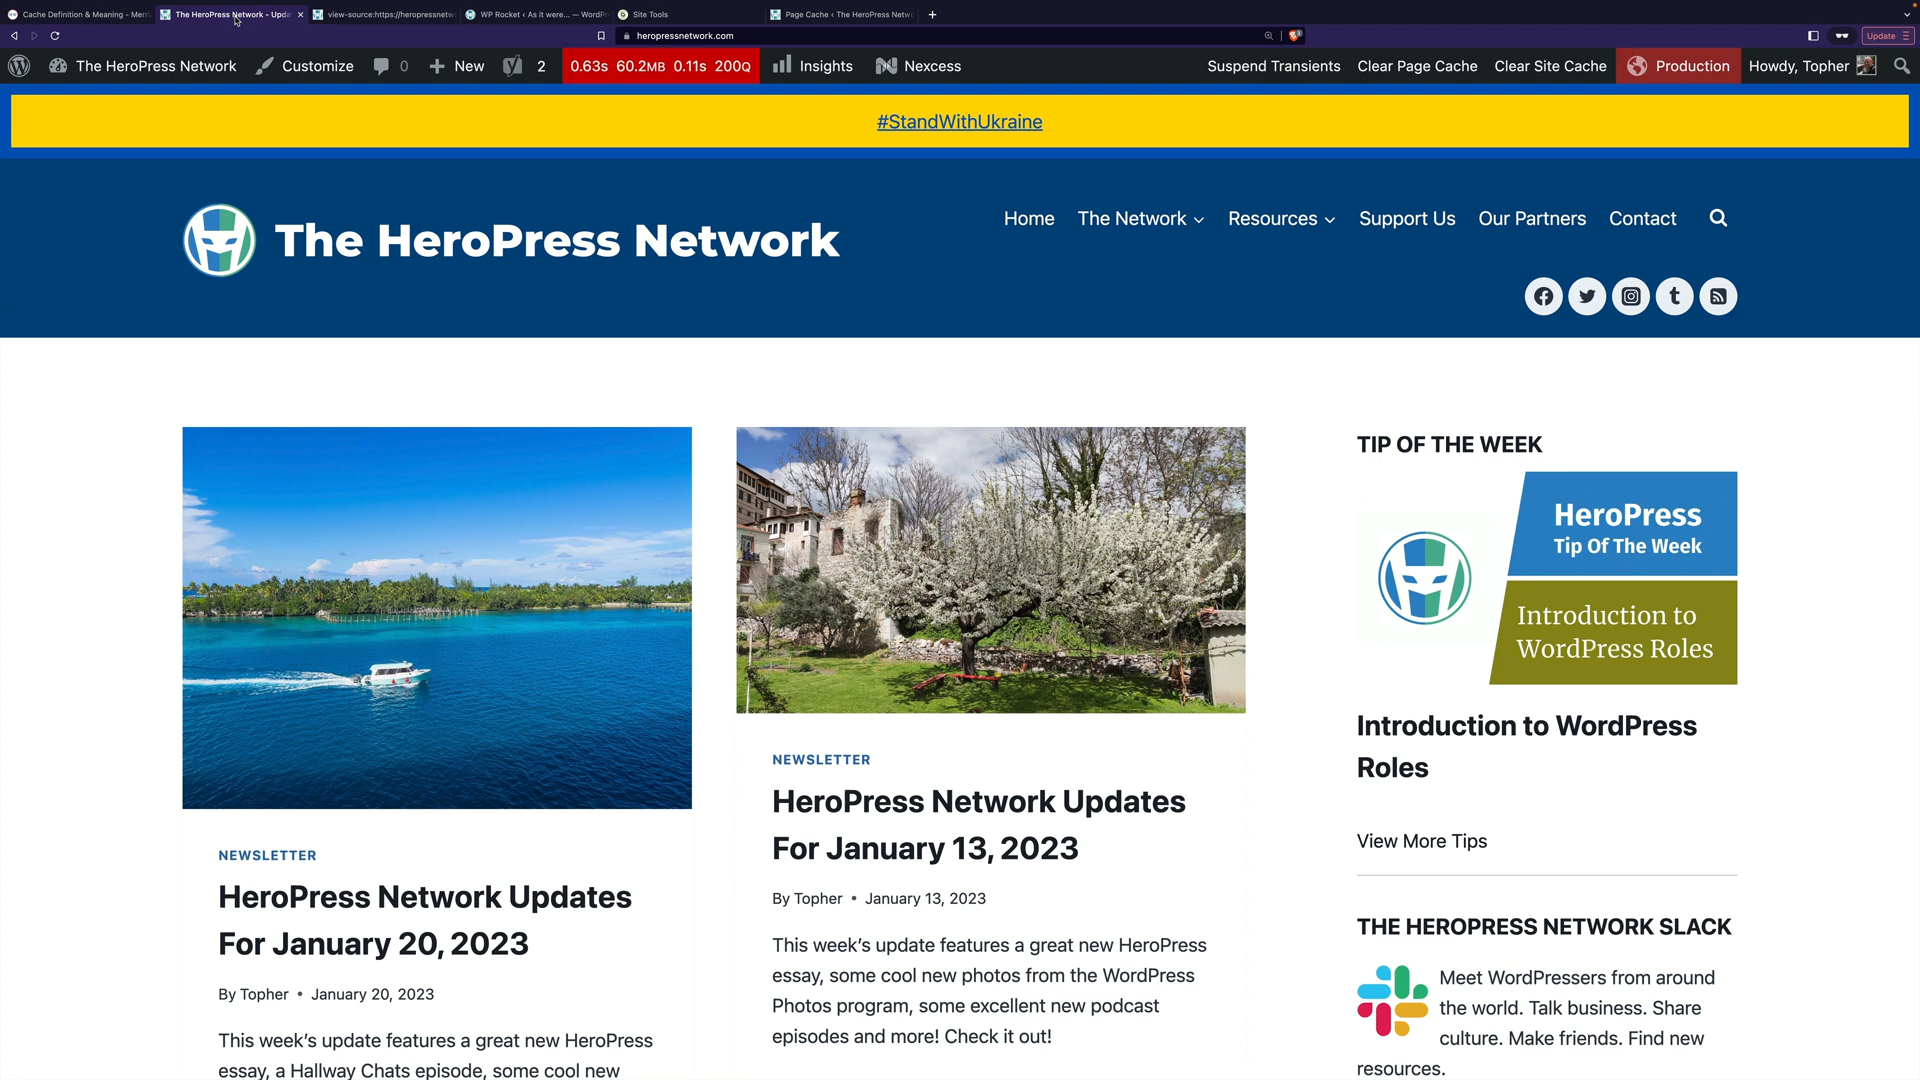 Cache Definition & Meaning - Merri
The HeroPress Network - Upda
view-source:https://heropressnetw
WP Rocket ‹ As it were... — WordPr
Site Tools
Page Cache ‹ The HeroPress Netw
heropressnetwork.com
Update
The HeroPress Network
Customize
0
New
2
0.63s 60.2MB 0.11s 200Q
Insights
Nexcess
Suspend Transients
Clear Page Cache
Clear Site Cache
Production
Howdy, Topher
#StandWithUkraine
The HeroPress Network
Home
The Network
Resources
Support Us
Our Partners
Contact
NEWSLETTER
HeroPress Network Updates
For January 20, 2023
By Topher • January 20, 2023
This week’s update features a great new HeroPress
essay, a Hallway Chats episode, some cool new
NEWSLETTER
HeroPress Network Updates
For January 13, 2023
By Topher • January 13, 2023
This week’s update features a great new HeroPress
essay, some cool new photos from the WordPress
Photos program, some excellent new podcast
episodes and more! Check it out!
TIP OF THE WEEK
HeroPress
Tip Of The Week
Introduction to
WordPress Roles
Introduction to WordPress
Roles
View More Tips
THE HEROPRESS NETWORK SLACK
Meet WordPressers from around
the world. Talk business. Share
culture. Make friends. Find new
resources.